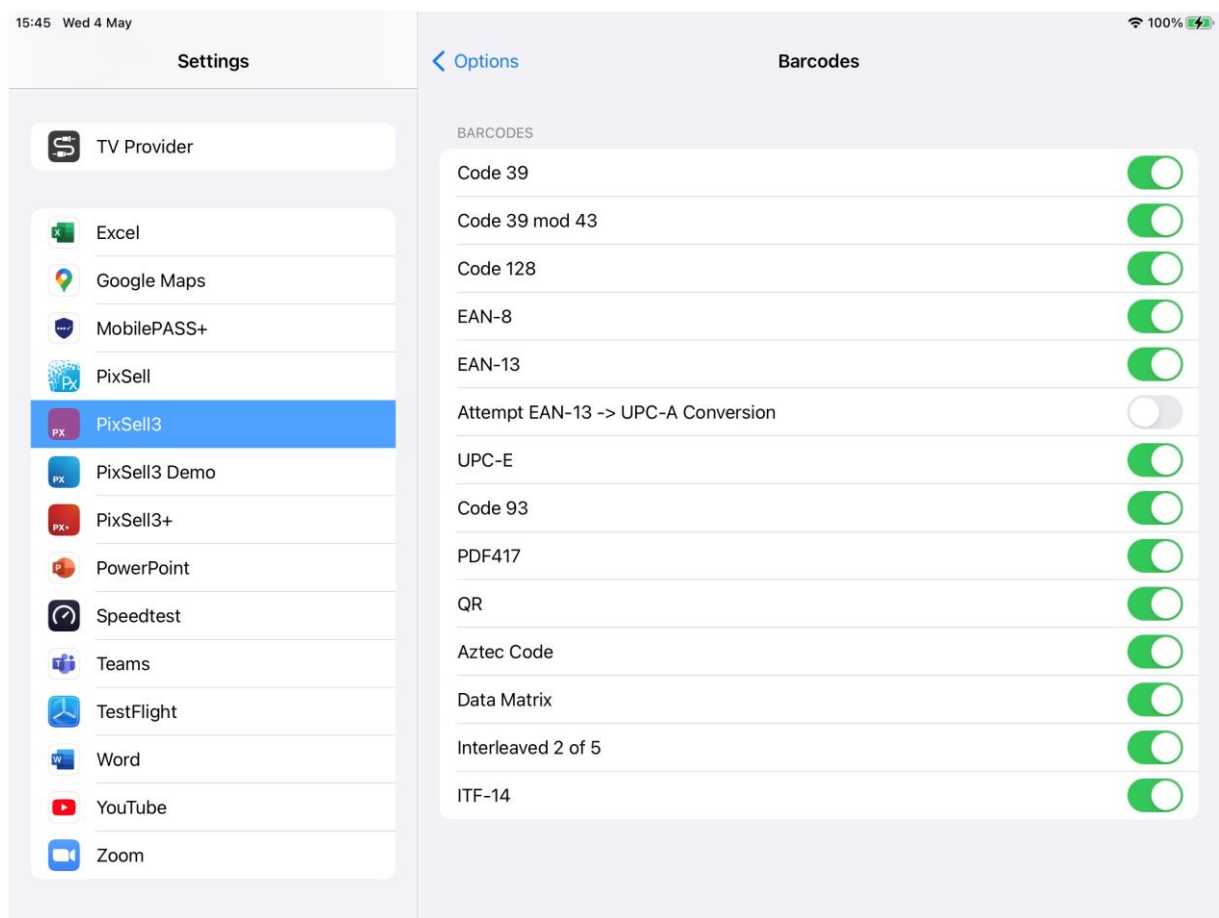 15:45 Wed 4 May
100%
Settings
Options
Barcodes
TV Provider
Excel
Google Maps
MobilePASS+
PixSell
PixSell3
PixSell3 Demo
PixSell3+
PowerPoint
Speedtest
Teams
TestFlight
Word
YouTube
Zoom
BARCODES
Code 39
Code 39 mod 43
Code 128
EAN-8
EAN-13
Attempt EAN-13 -> UPC-A Conversion
UPC-E
Code 93
PDF417
QR
Aztec Code
Data Matrix
Interleaved 2 of 5
ITF-14